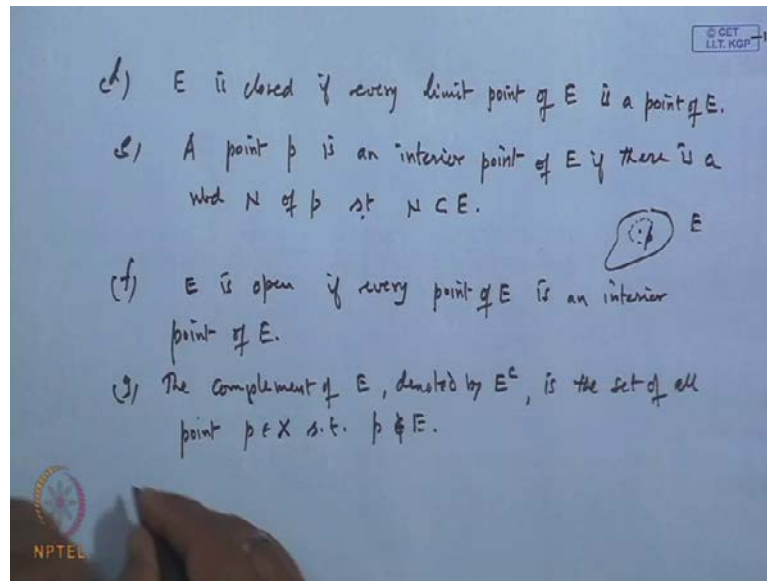 © CET
I.I.T. KGP
(d) E is closed if every limit point of E is a point of E.
(e) A point p is an interior point of E if there is a
nbd N of p st N ⊂ E.
p E
(f) E is open if every point of E is an interior
point of E.
(g) The complement of E, denoted by E^c, is the set of all
point p ∈ X s.t. p ∉ E.
NPTEL